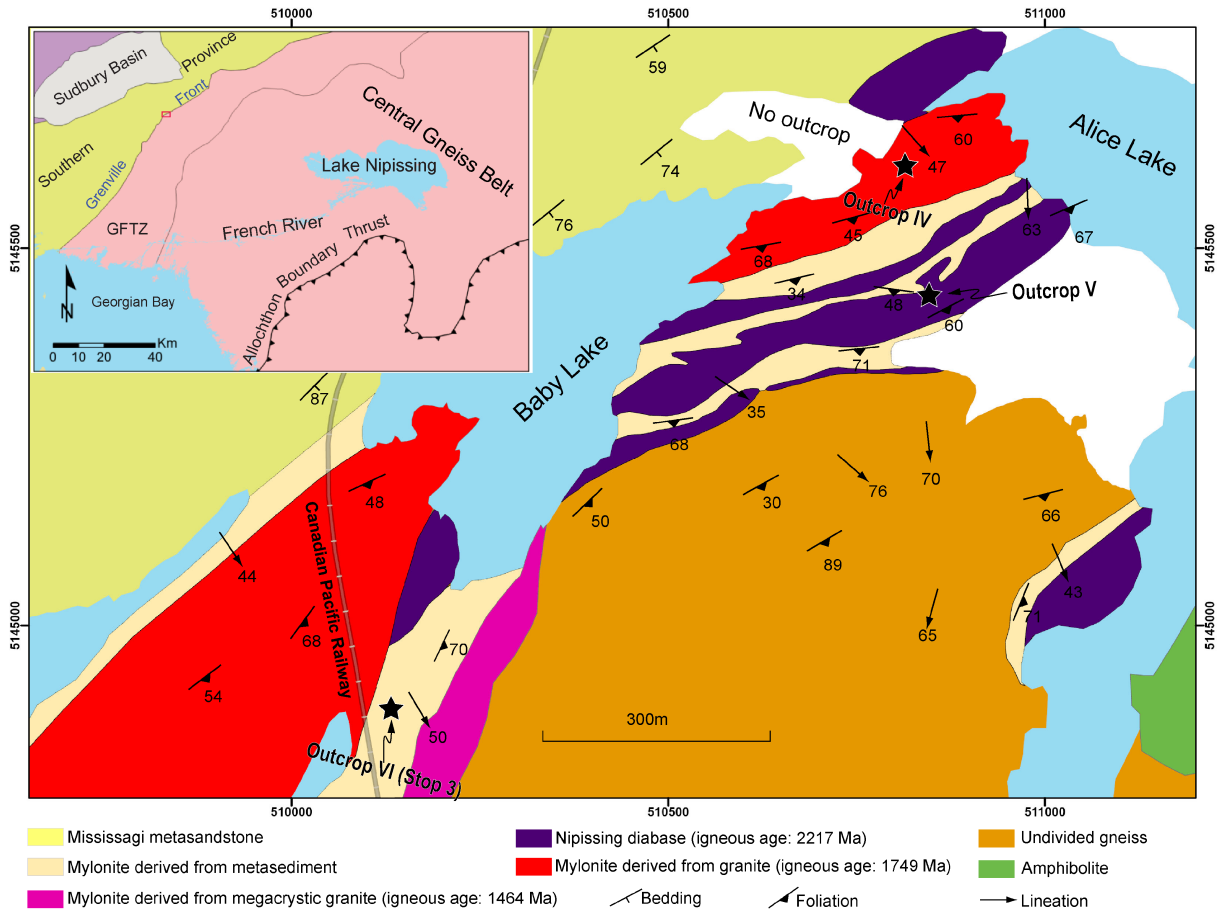 510000
510500
511000
Sudbury Basin
Province
Front
Grenville
Southern
GFTZ
Central Gneiss Belt
Lake Nipissing
French River
Allochthon Boundary Thrust
Georgian Bay
N
0 10 20 40 Km
59
74
76
87
No outcrop
Alice Lake
60
47
Outcrop IV
45
68
63
67
34
48
Outcrop V
60
71
35
68
Baby Lake
5145500
5145500
48
50
30
76
70
66
89
44
68
54
70
50
65
43
71
Canadian Pacific Railway
Outcrop VI (Stop 3)
300m
5145000
5145000
510000
510500
511000
Mississagi metasandstone
Nipissing diabase (igneous age: 2217 Ma)
Undivided gneiss
Mylonite derived from metasediment
Mylonite derived from granite (igneous age: 1749 Ma)
Amphibolite
Mylonite derived from megacrystic granite (igneous age: 1464 Ma)
Bedding
Foliation
Lineation